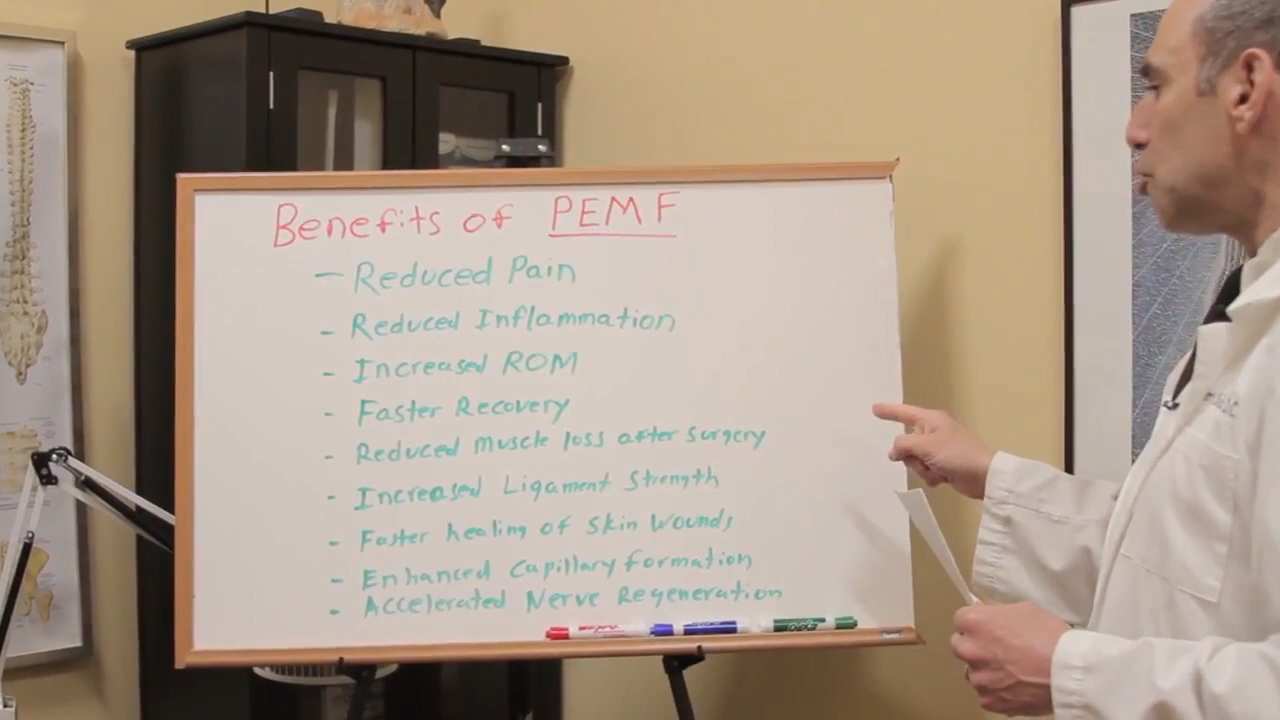 Benefits of PEMF
- Reduced Pain
- Reduced Inflammation
- Increased ROM
- Faster Recovery
- Reduced muscle loss after surgery
- Increased Ligament Strength
- Faster healing of skin wounds
- Enhanced Capillary formation
- Accelerated Nerve Regeneration